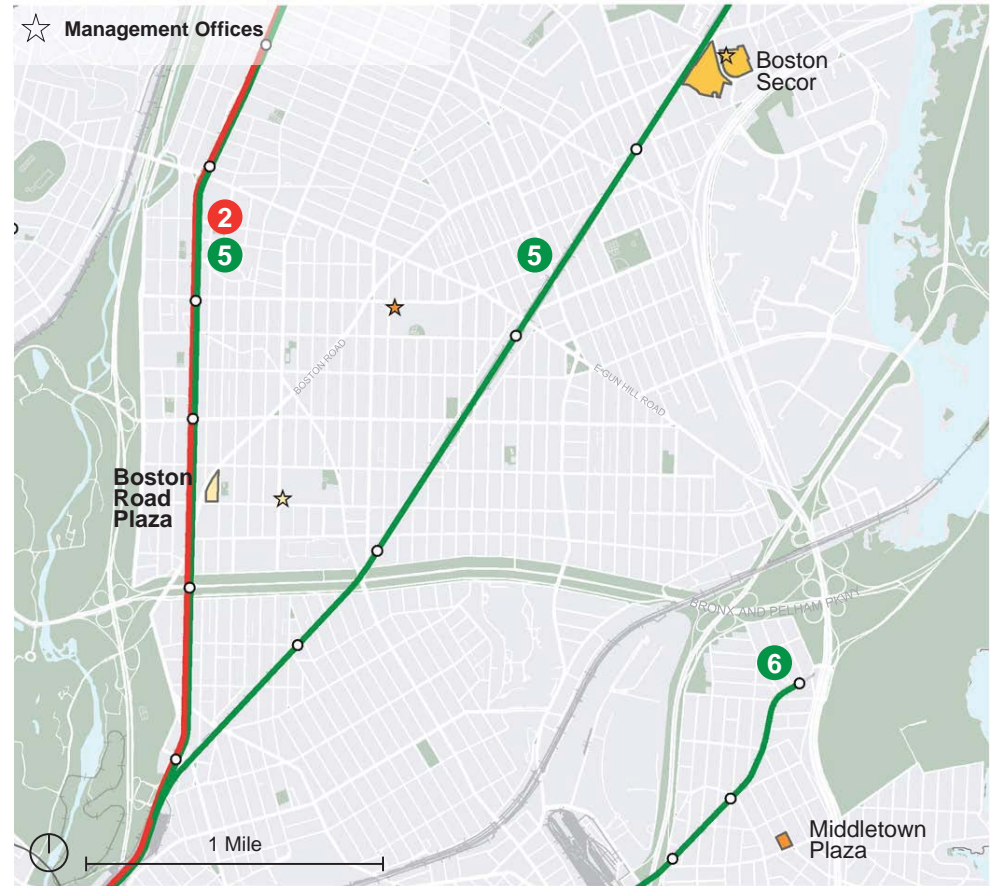 Management Offices
Boston
Secor
2
5
5
BOSTON ROAD
E GUN HILL ROAD
Boston
Road
Plaza
BRONX AND PELHAM PKWY
6
1 Mile
Middletown
Plaza